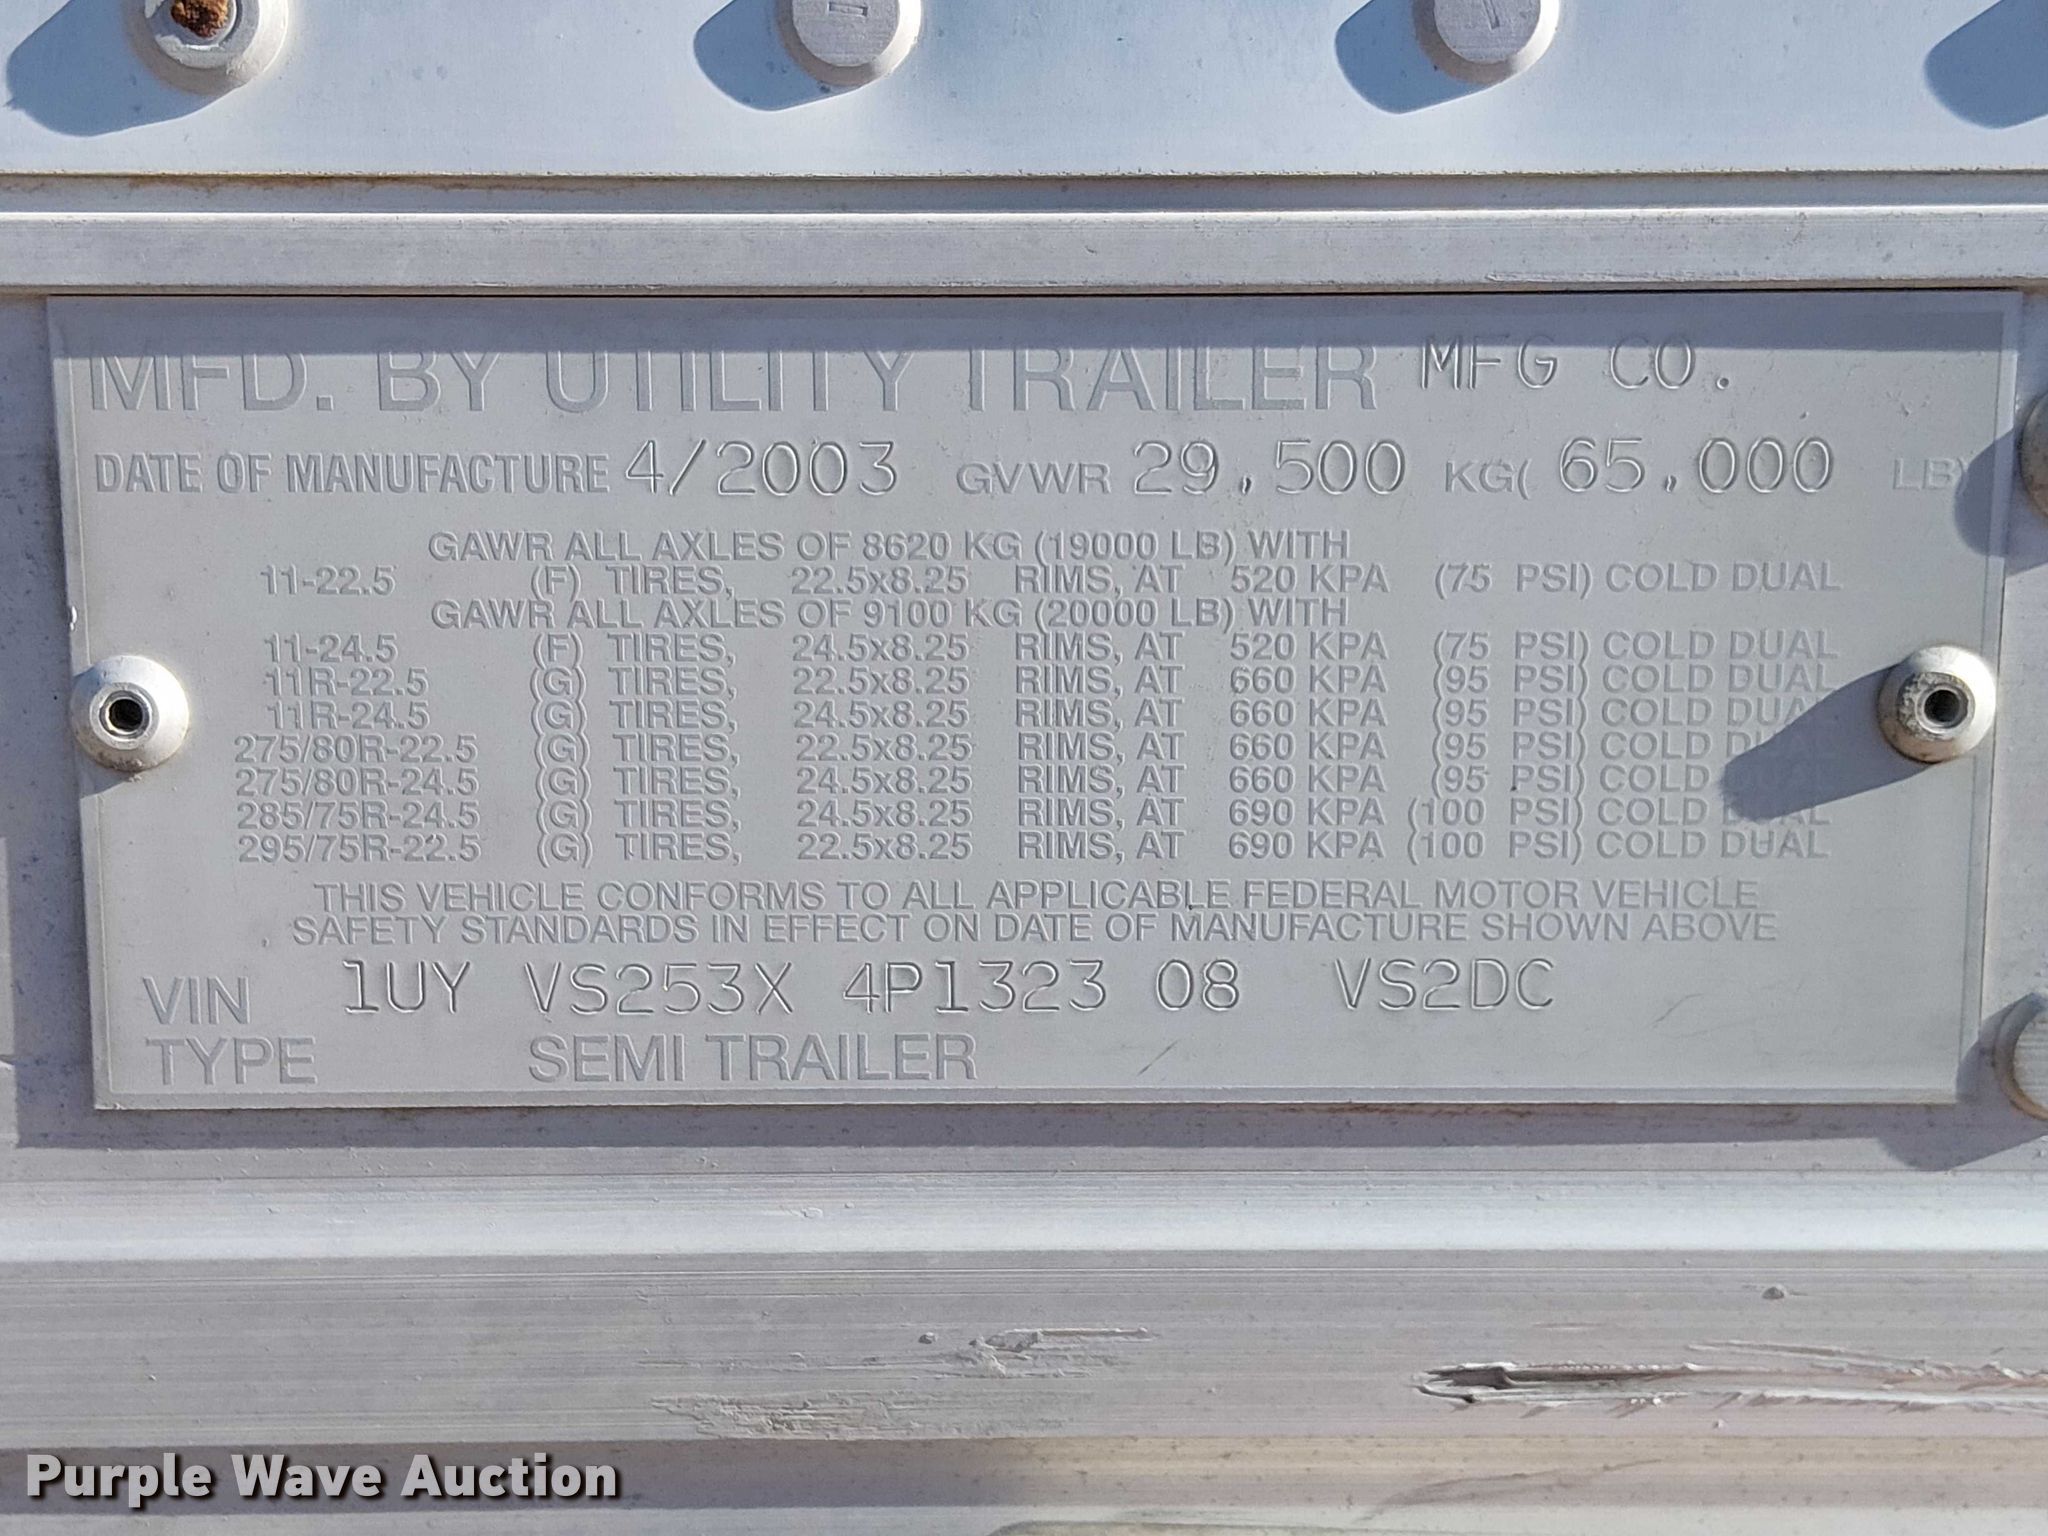 MFD. BY UTILITY TRAILER MFG CO.
DATE OF MANUFACTURE 4/2003 GVWR 29,500 KG( 65,000 LB)
GAWR ALL AXLES OF 8620 KG (19000 LB) WITH
11-22.5 (F) TIRES, 22.5x8.25 RIMS, AT 520 KPA (75 PSI) COLD DUAL
GAWR ALL AXLES OF 9100 KG (20000 LB) WITH
11-24.5 (F) TIRES, 24.5x8.25 RIMS, AT 520 KPA (75 PSI) COLD DUAL
11R-22.5 (G) TIRES, 22.5x8.25 RIMS, AT 660 KPA (95 PSI) COLD DUAL
11R-24.5 (G) TIRES, 24.5x8.25 RIMS, AT 660 KPA (95 PSI) COLD DUAL
275/80R-22.5 (G) TIRES, 22.5x8.25 RIMS, AT 660 KPA (95 PSI) COLD DUAL
275/80R-24.5 (G) TIRES, 24.5x8.25 RIMS, AT 660 KPA (95 PSI) COLD DUAL
285/75R-24.5 (G) TIRES, 24.5x8.25 RIMS, AT 690 KPA (100 PSI) COLD DUAL
295/75R-22.5 (G) TIRES, 22.5x8.25 RIMS, AT 690 KPA (100 PSI) COLD DUAL
THIS VEHICLE CONFORMS TO ALL APPLICABLE FEDERAL MOTOR VEHICLE
SAFETY STANDARDS IN EFFECT ON DATE OF MANUFACTURE SHOWN ABOVE
VIN 1UY VS253X 4P1323 08 VS2DC
TYPE SEMI TRAILER
Purple Wave Auction